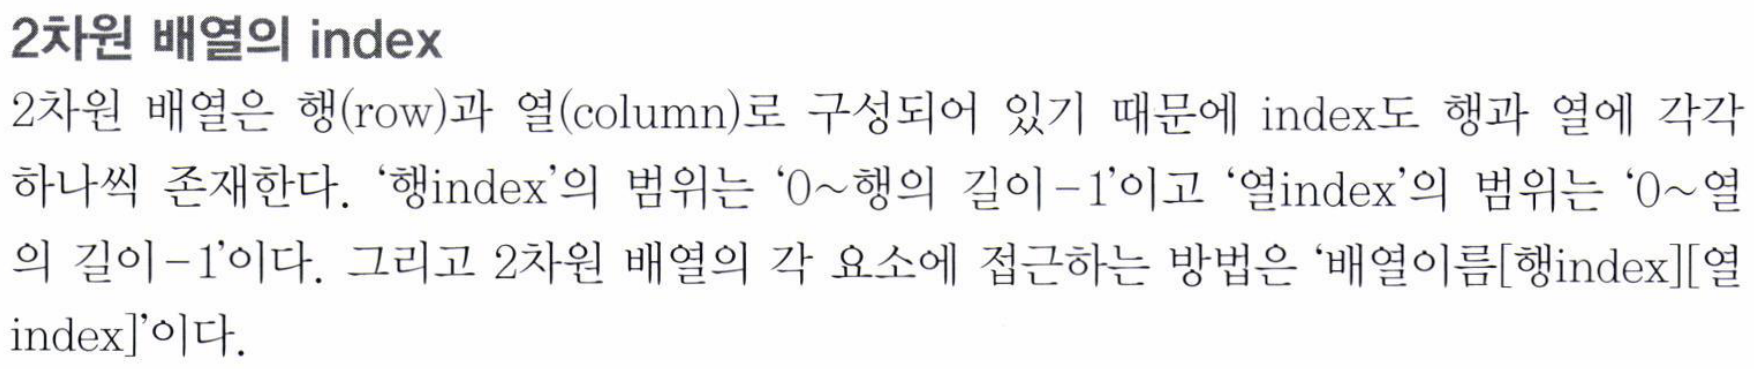 2차원 배열의 index
2차원 배열은 행(row)과 열(column)로 구성되어 있기 때문에 index도 행과 열에 각각
하나씩 존재한다. ‘행index’의 범위는 ‘0~행의 길이-1’이고 ‘열index’의 범위는 ‘0~열
의 길이-1’이다. 그리고 2차원 배열의 각 요소에 접근하는 방법은 ‘배열이름[행index][열
index]’이다.